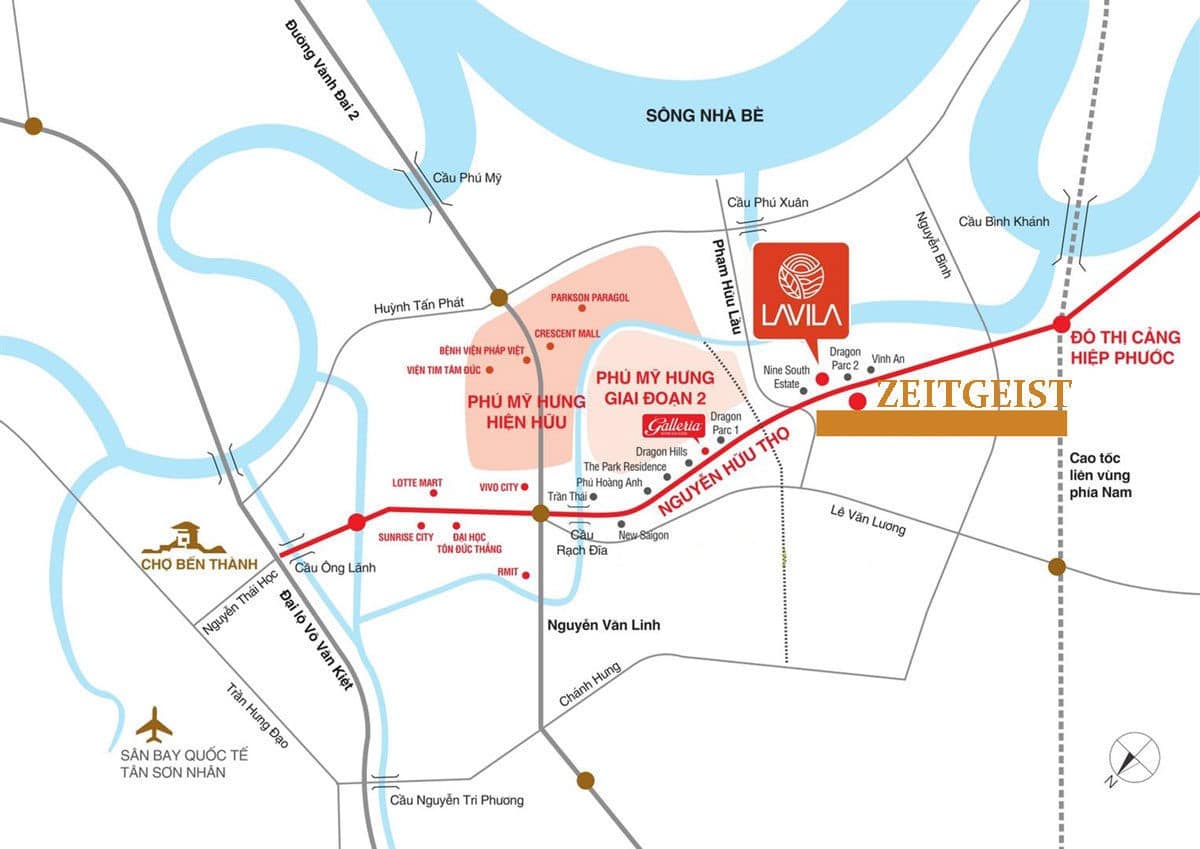 Đường Vành Đai 2
SÔNG NHÀ BÈ
Cầu Phú Mỹ
Cầu Phú Xuân
Nguyễn Bình
Cầu Bình Khánh
Phạm Hữu Lầu
LAVILA
Huỳnh Tấn Phát
PARKSON PARAGOL
CRESCENT MALL
BỆNH VIỆN PHÁP VIỆT
VIỆN TIM TÂM ĐỨC
ĐÔ THỊ CẢNG
HIỆP PHƯỚC
Dragon
Parc 2
Vinh An
Nine South
Estate
PHÚ MỸ HƯNG
GIAI ĐOẠN 2
PHÚ MỸ HƯNG
HIỆN HỮU
ZEITGEIST
Galleria
Dragon
Parc 1
NGUYỄN HỮU THỌ
Dragon Hills
The Park Residence
Phú Hoàng Anh
Trần Thái
New Saigon
Cầu
Rạch Đĩa
LOTTE MART
VIVO CITY
SUNRISE CITY
ĐẠI HỌC
TÔN ĐỨC THẮNG
RMIT
Cao tốc
liên vùng
phía Nam
Lê Văn Lương
CHỢ BẾN THÀNH
Cầu Ông Lãnh
Nguyễn Thái Học
Đại lộ Võ Văn Kiệt
Nguyễn Văn Linh
Chánh Hưng
Trần Hưng Đạo
SÂN BAY QUỐC TẾ
TÂN SƠN NHẤN
Cầu Nguyễn Tri Phương
N